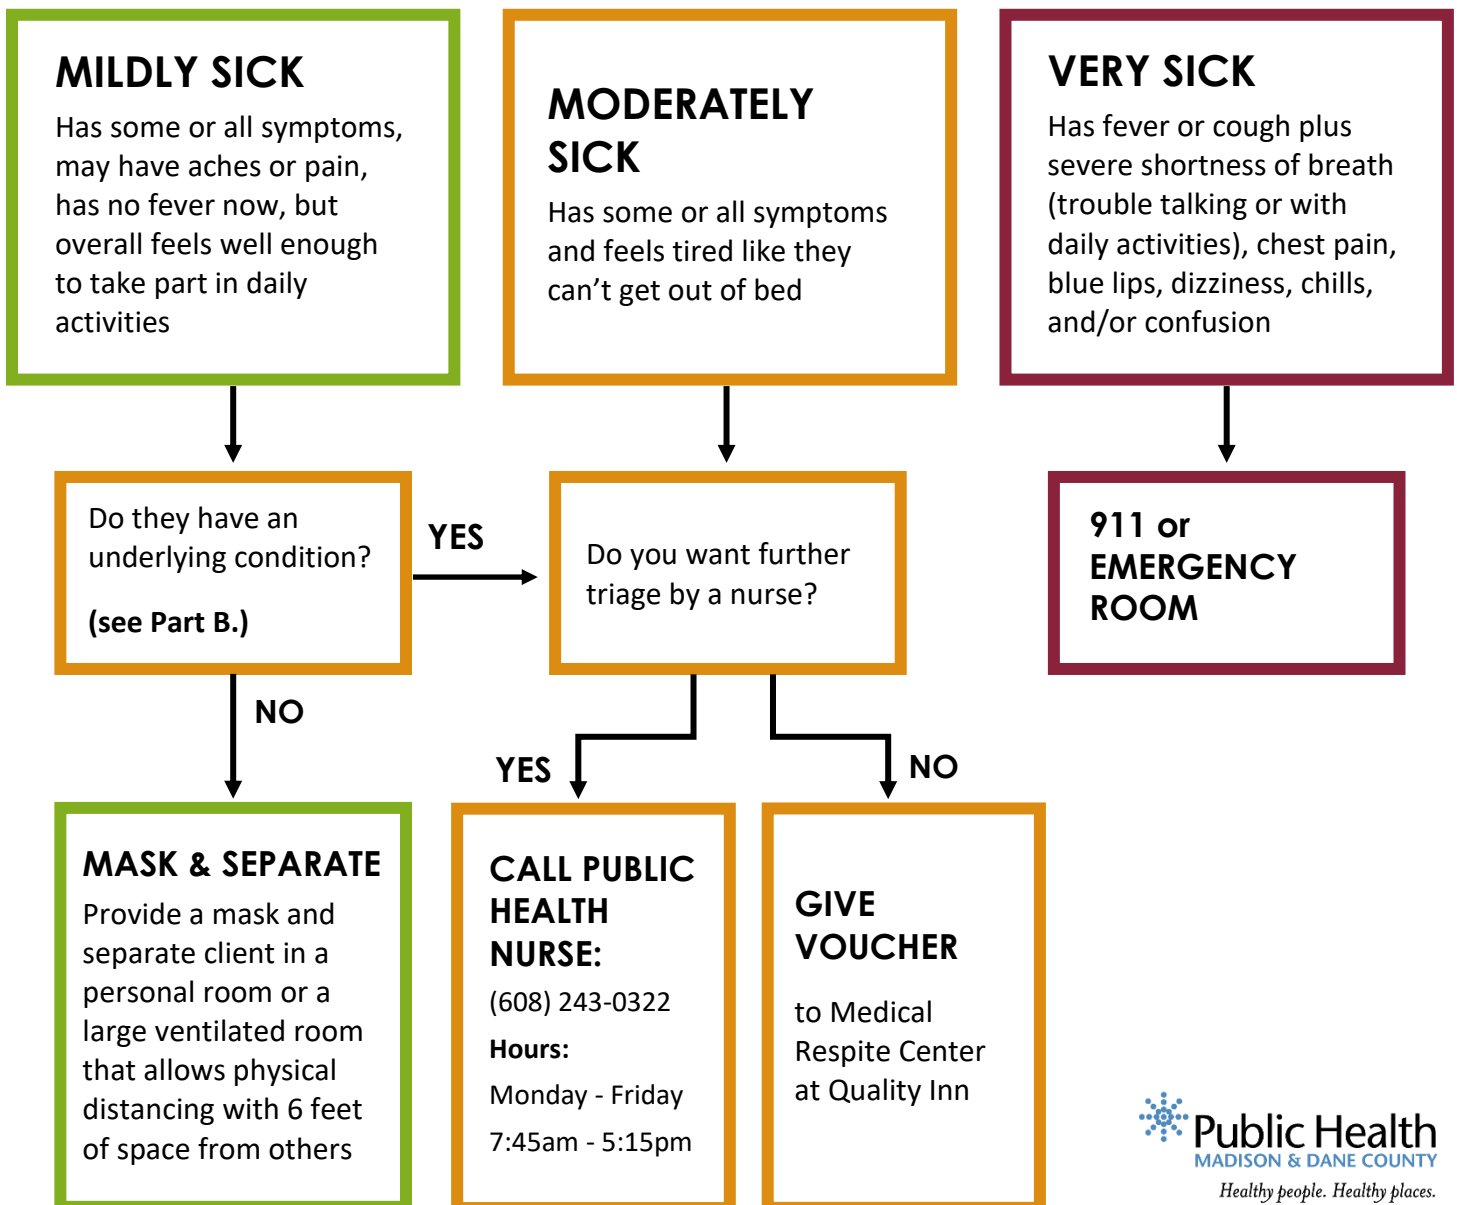 MILDLY SICK
Has some or all symptoms,
may have aches or pain,
has no fever now, but
overall feels well enough
to take part in daily
activities
MODERATELY
SICK
Has some or all symptoms
and feels tired like they
can’t get out of bed
VERY SICK
Has fever or cough plus
severe shortness of breath
(trouble talking or with
daily activities), chest pain,
blue lips, dizziness, chills,
and/or confusion
Do they have an
underlying condition?
(see Part B.)
YES
Do you want further
triage by a nurse?
911 or
EMERGENCY
ROOM
NO
YES
NO
MASK & SEPARATE
Provide a mask and
separate client in a
personal room or a
large ventilated room
that allows physical
distancing with 6 feet
of space from others
CALL PUBLIC
HEALTH
NURSE:
(608) 243-0322
Hours:
Monday - Friday
7:45am - 5:15pm
GIVE
VOUCHER
to Medical
Respite Center
at Quality Inn
Public Health
MADISON & DANE COUNTY
Healthy people. Healthy places.